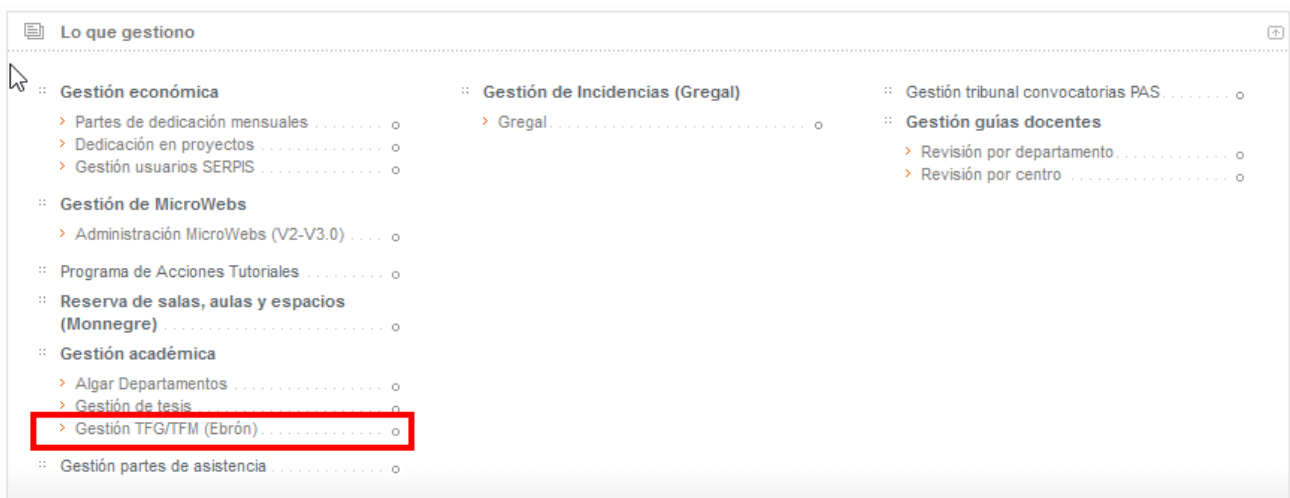 Lo que gestiono
Gestión económica
Partes de dedicación mensuales
Dedicación en proyectos
Gestión usuarios SERPIS
Gestión de MicroWebs
Administración MicroWebs (V2-V3.0)
Programa de Acciones Tutoriales
Reserva de salas, aulas y espacios
(Monnegre)
Gestión académica
Algar Departamentos
Gestión de tesis
Gestión TFG/TFM (Ebrón)
Gestión partes de asistencia
Gestión de Incidencias (Gregal)
Gregal
Gestión tribunal convocatorias PAS
Gestión guías docentes
Revisión por departamento
Revisión por centro